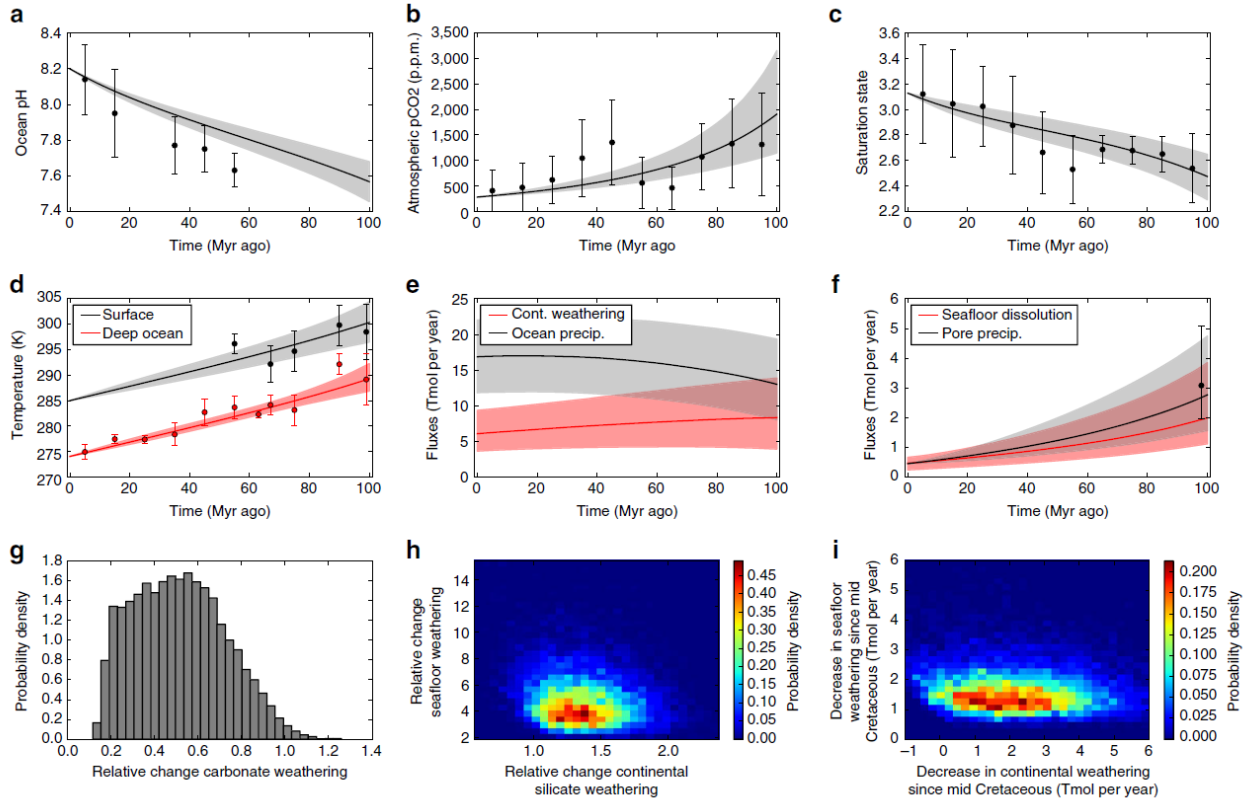 a
Ocean pH
8.4
8.2
8.0
7.8
7.6
7.4
0 20 40 60 80 100
Time (Myr ago)
b
Atmospheric pCO2 (p.p.m.)
3,500
3,000
2,500
2,000
1,500
1,000
500
0
0 20 40 60 80 100
Time (Myr ago
c
Saturation state
3.6
3.4
3.2
3.0
2.8
2.6
2.4
2.2
0 20 40 60 80 100
Time (Myr ago)
d
Temperature (K)
305
300
295
290
285
280
275
270
Surface
Deep ocean
0 20 40 60 80 100
Time (Myr ago)
e
Fluxes (Tmol per year)
25
20
15
10
5
0
Cont. weathering
Ocean precip.
0 20 40 60 80 100
Time (Myr ago)
f
Fluxes (Tmol per year)
6
4
2
0
Seafloor dissolution
Pore precip.
0 20 40 60 80 100
Time (Myr ago)
g
Probability density
1.8
1.6
1.4
1.2
1.0
0.8
0.6
0.4
0.2
0.0
0.0 0.2 0.4 0.6 0.8 1.0 1.2 1.4
Relative change carbonate weathering
h
Relative change
seafloor weathering
14
12
10
8
6
4
2
1.0 1.5 2.0
Relative change continental
silicate weathering
0.45
0.40
0.35
0.30
0.25
0.20
0.15
0.10
0.05
0.00
Probability density
i
Decrease in seafloor
weathering since mid
Cretaceous (Tmol per year)
6
5
4
3
2
1
0
–1 0 1 2 3 4 5 6
Decrease in continental weathering
since mid Cretaceous (Tmol per year)
0.200
0.175
0.150
0.125
0.100
0.075
0.050
0.025
0.000
Probability density